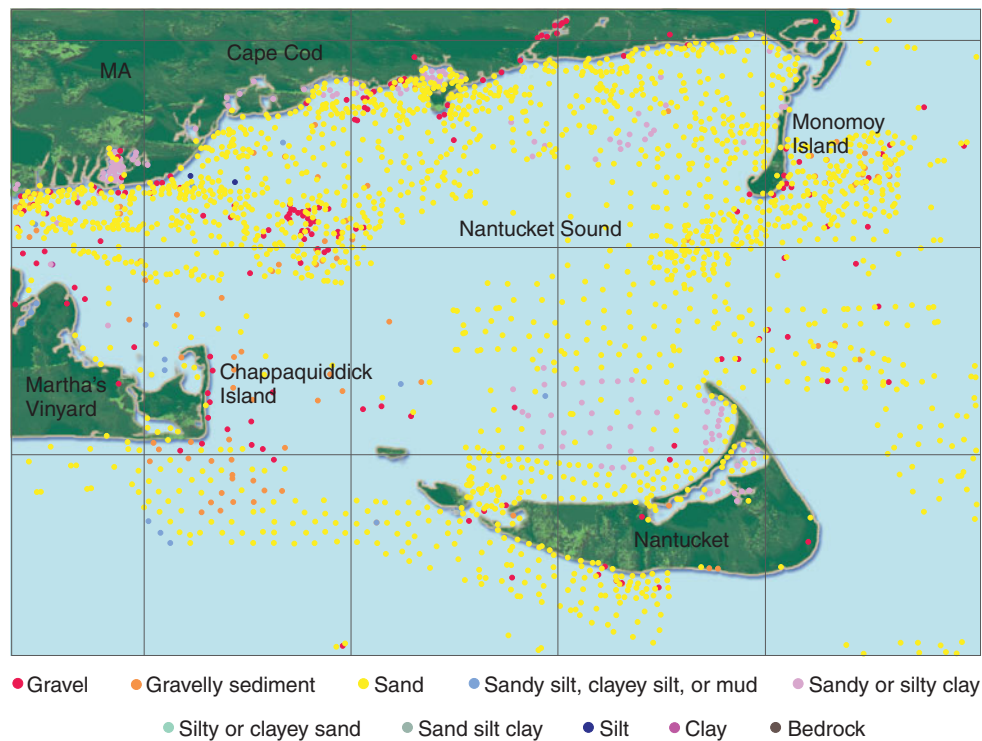 Cape Cod
MA
Monomoy
Island
Nantucket Sound
Chappaquiddick
Island
Martha's
Vinyard
Nantucket
Gravel
Gravelly sediment
Sand
Sandy silt, clayey silt, or mud
Sandy or silty clay
Silty or clayey sand
Sand silt clay
Silt
Clay
Bedrock